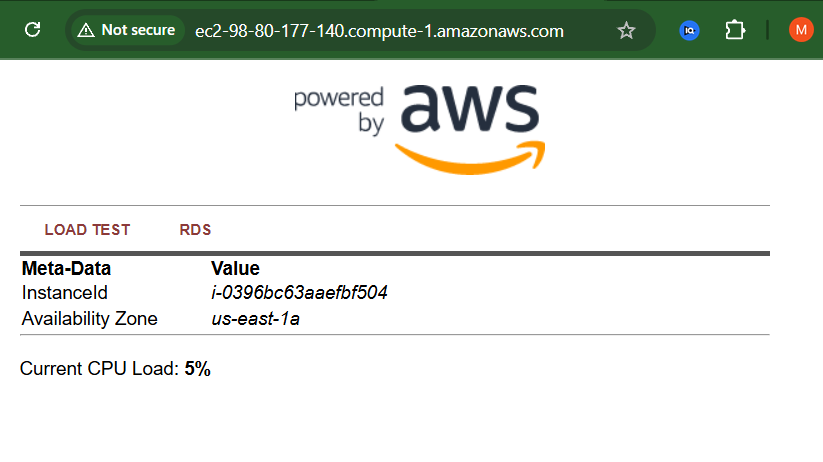 Not secure ec2-98-80-177-140.compute-1.amazonaws.com IQ M
powered
by aws
LOAD TEST RDS
Meta-Data Value
InstanceId i-0396bc63aaefbf504
Availability Zone us-east-1a
Current CPU Load: 5%